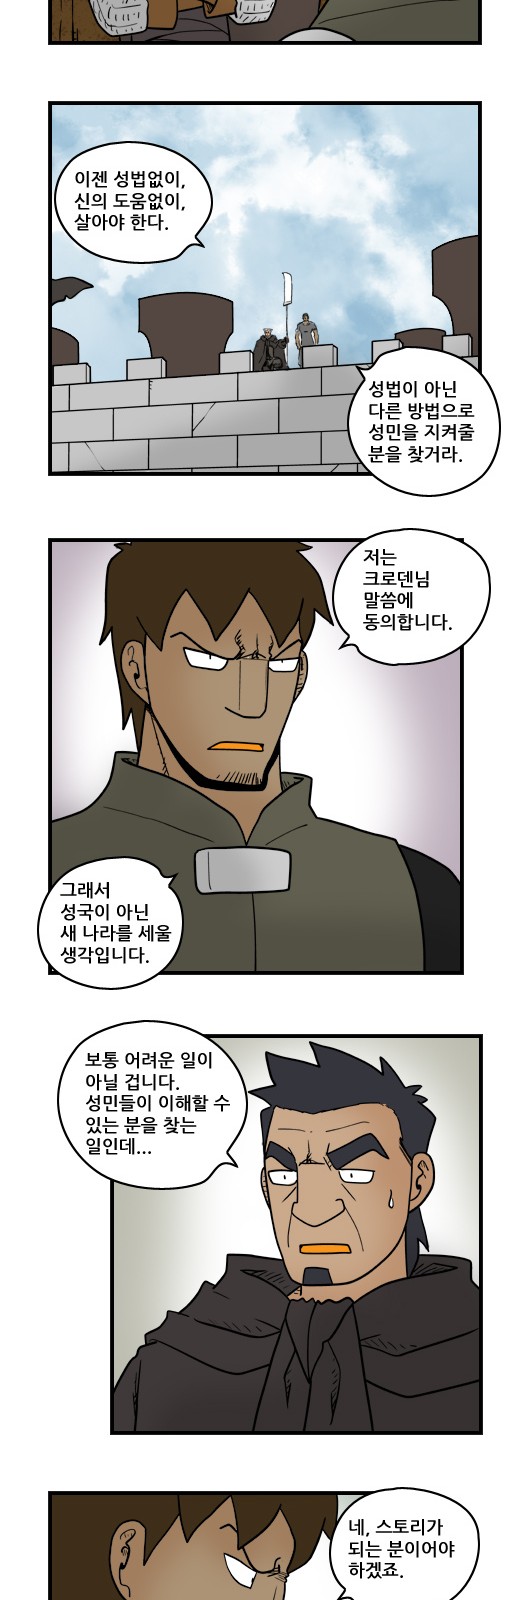 이젠 성법없이,
신의 도움없이,
살아야 한다.
성법이 아닌
다른 방법으로
성민을 지켜줄
분을 찾거라.
저는
크로덴님
말씀에
동의합니다.
그래서
성국이 아닌
새 나라를 세울
생각입니다.
보통 어려운 일이
아닐 겁니다.
성민들이 이해할 수
있는 분을 찾는
일인데...
네, 스토리가
되는 분이어야
하겠죠.